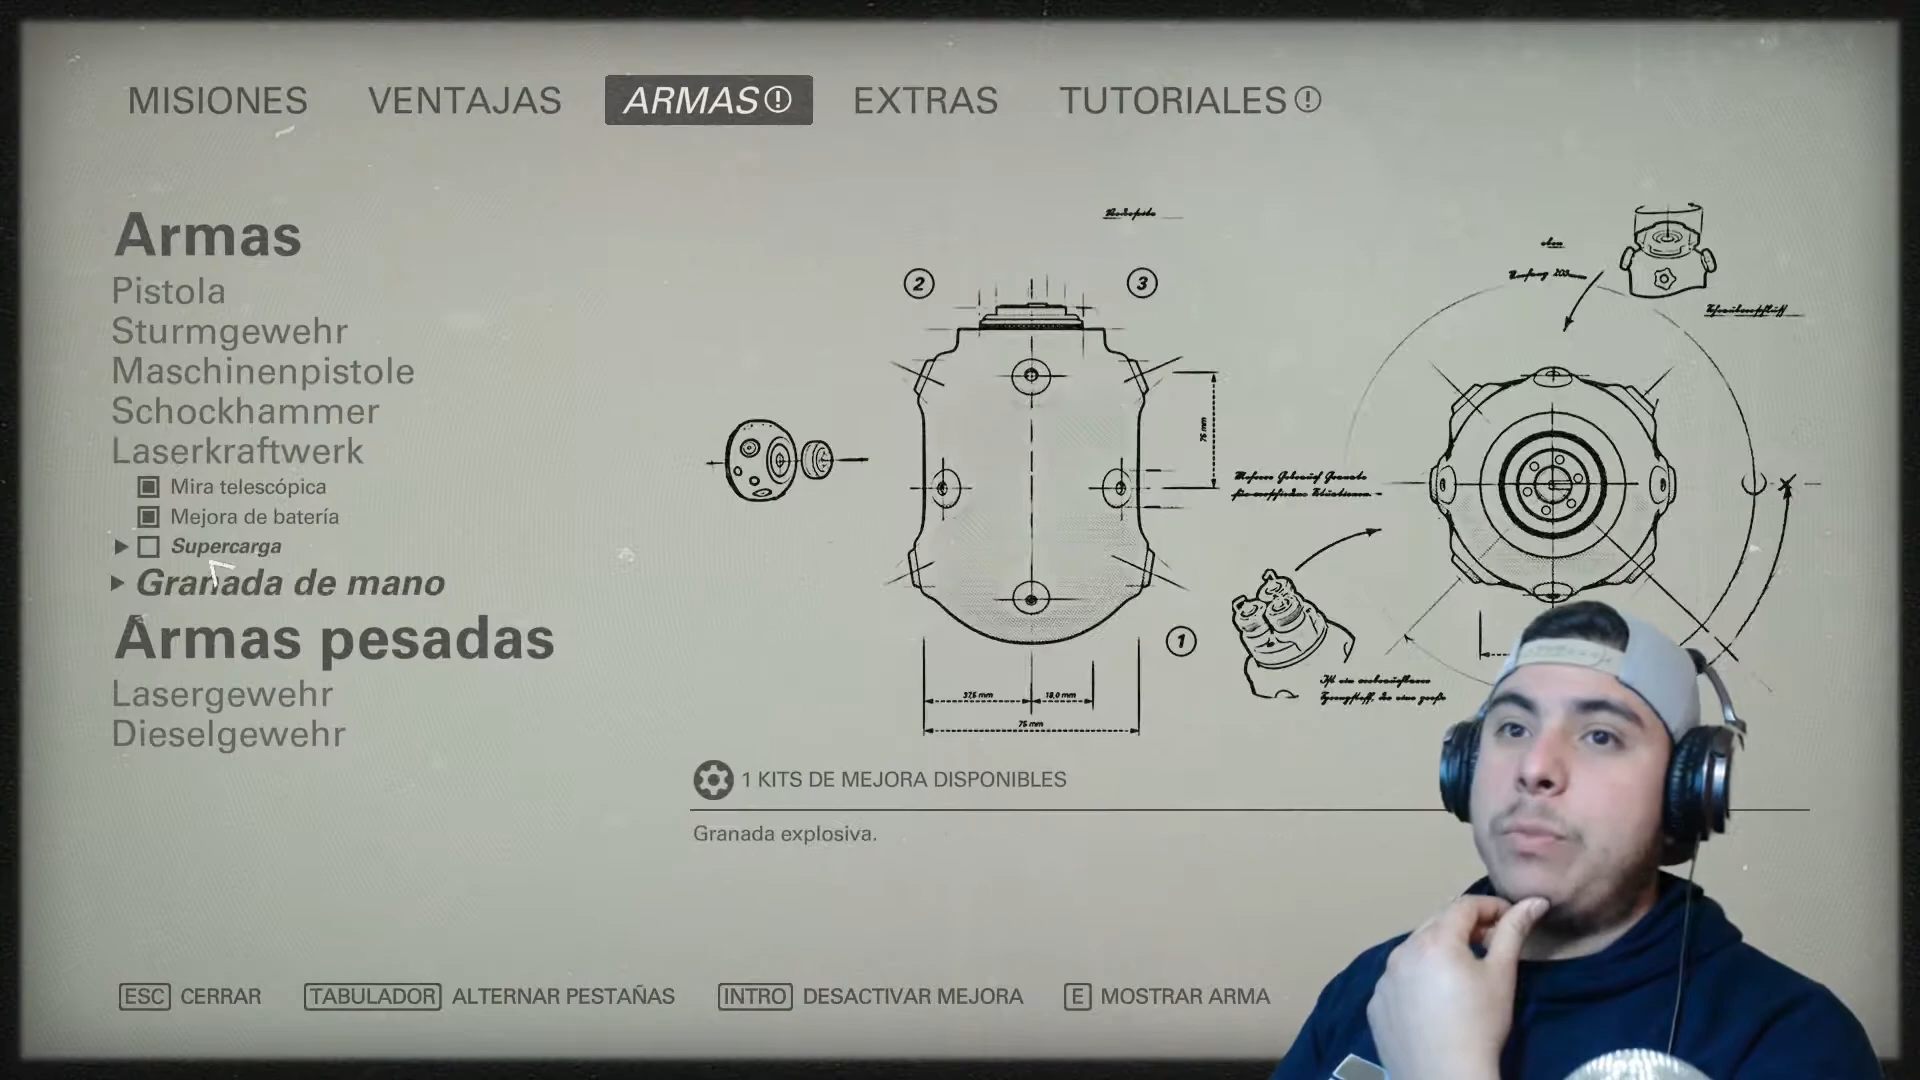 MISIONES VENTAJAS ARMAS EXTRAS TUTORIALES
Armas
Pistola
Sturmgewehr
Maschinenpistole
Schockhammer
Laserkraftwerk
Mira telescópica
Mejora de batería
Supercarga
Granada de mano
Armas pesadas
Lasergewehr
Dieselgewehr
2 3
75 mm
1
37,5 mm 18,0 mm
75 mm
1 KITS DE MEJORA DISPONIBLES
Granada explosiva.
ESC CERRAR TABULADOR ALTERNAR PESTAÑAS INTRO DESACTIVAR MEJORA E MOSTRAR ARMA